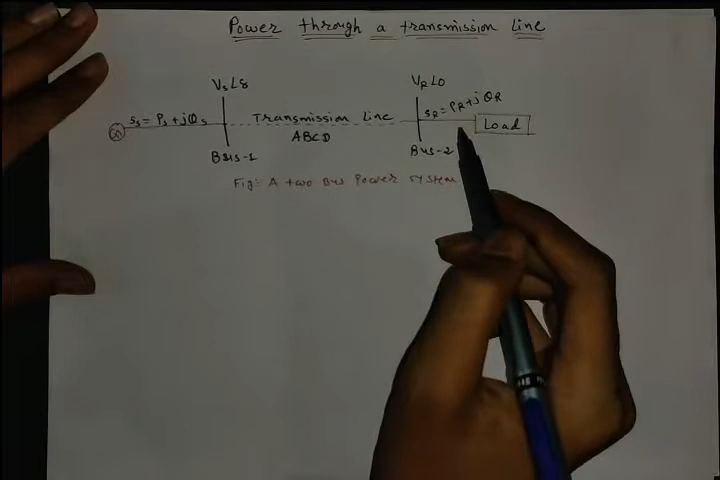 Power through a transmission line
Vs∠δ VR∠0
Ss = Ps + jQs Transmission line SR = PR + jQR Load
ABCD
Bus-1 Bus-2
Fig:- A two Bus Power system